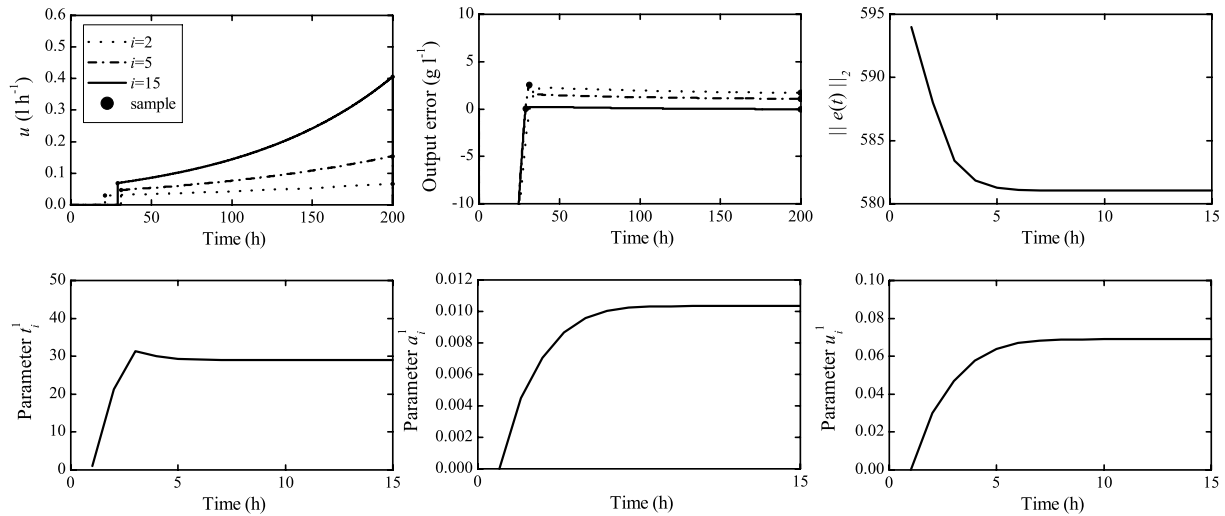 0.6
0.5
0.4
0.3
0.2
0.1
0.0
u (l h⁻¹)
i=2
i=5
i=15
sample
0 50 100 150 200
Time (h)
10
5
0
-5
-10
Output error (g l⁻¹)
0 50 100 150 200
Time (h)
595
590
585
580
|| e(t) ||₂
0 5 10 15
Time (h)
50
40
30
20
10
0
Parameter tᵢ¹
0 5 10 15
Time (h)
0.012
0.010
0.008
0.006
0.004
0.002
0.000
Parameter aᵢ¹
15
Time (h)
0.10
0.08
0.06
0.04
0.02
0.00
Parameter uᵢ¹
0 5 10 15
Time (h)